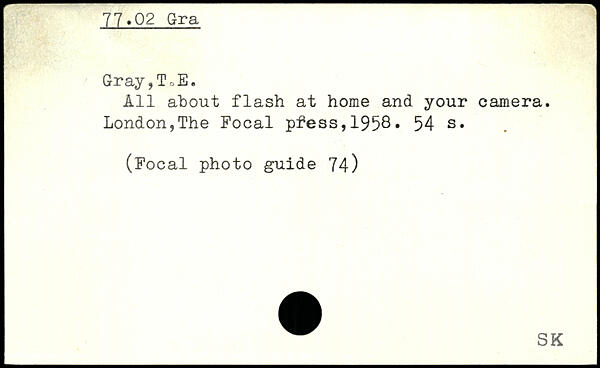 77.02 Gra
Gray,T.E.
All about flash at home and your camera.
London,The Focal press,1958. 54 s.
(Focal photo guide 74)
SK